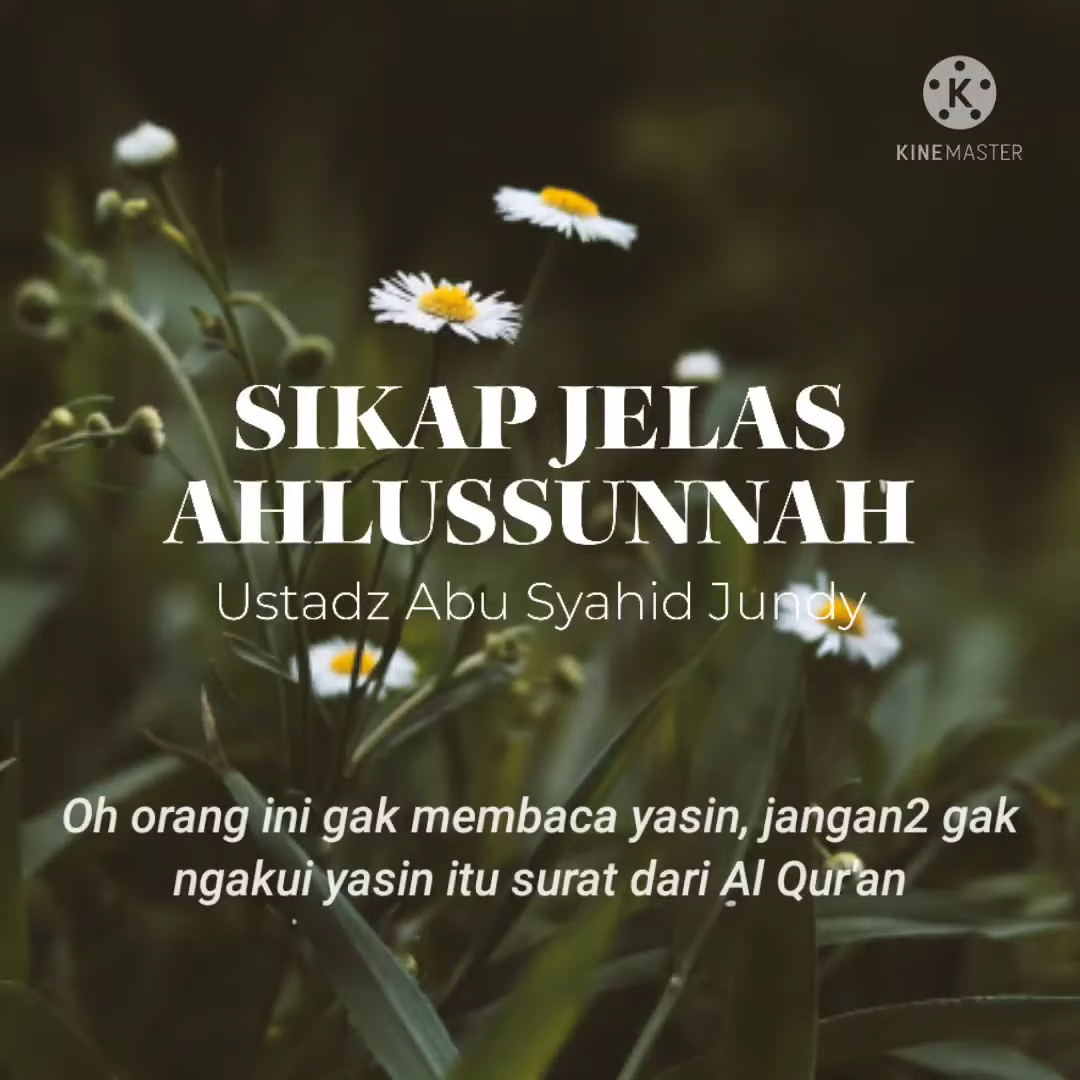 K
KINEMASTER
SIKAP JELAS
AHLUSSUNNAH
Ustadz Abu Syahid Jundy
Oh orang ini gak membaca yasin, jangan2 gak
ngakui yasin itu surat dari Al Qur'an